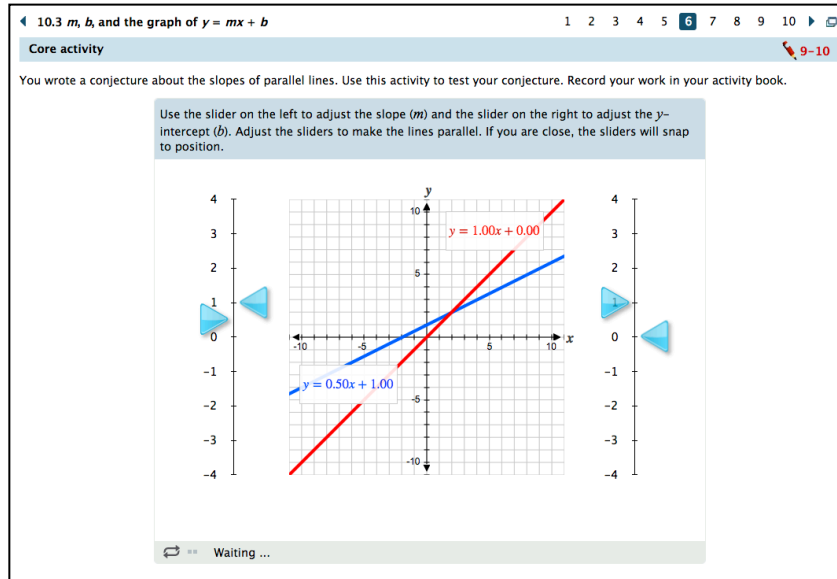 10.3 m, b, and the graph of y = mx + b
1 2 3 4 5 6 7 8 9 10
Core activity
9–10
You wrote a conjecture about the slopes of parallel lines. Use this activity to test your conjecture. Record your work in your activity book.
Use the slider on the left to adjust the slope (m) and the slider on the right to adjust the y-
intercept (b). Adjust the sliders to make the lines parallel. If you are close, the sliders will snap
to position.
y
4
3
2
1
0
-1
-2
-3
-4
10
5
-5
-10
-10 -5 5 10 x
y = 1.00x + 0.00
y = 0.50x + 1.00
4
3
2
1
0
-1
-2
-3
-4
Waiting ...